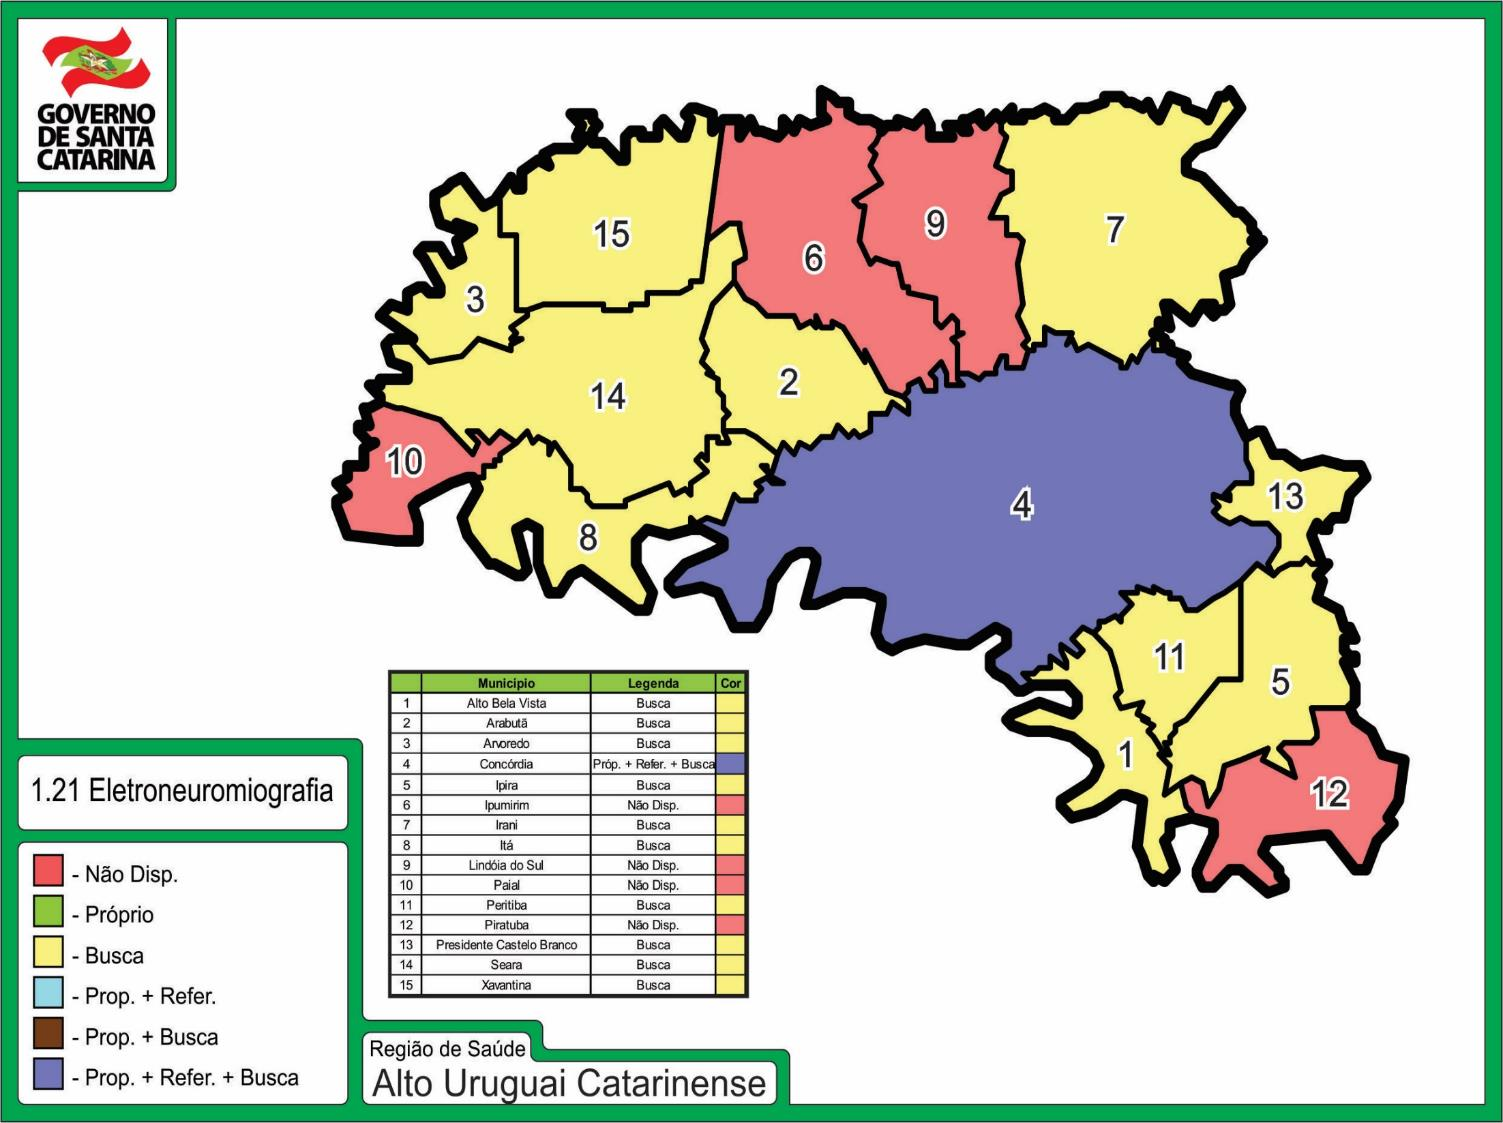 GOVERNO
DE SANTA
CATARINA
15
6
9
7
3
14
2
10
8
4
13
11
5
1
12
Municipio Legenda Cor
1 Alto Bela Vista Busca
2 Arabutã Busca
3 Arvoredo Busca
4 Concórdia Próp. + Refer. + Busca
5 Ipira Busca
6 Ipumirim Não Disp.
7 Irani Busca
8 Itá Busca
9 Lindóia do Sul Não Disp.
10 Paial Não Disp.
11 Peritiba Busca
12 Piratuba Não Disp.
13 Presidente Castelo Branco Busca
14 Seara Busca
15 Xavantina Busca
1.21 Eletroneuromiografia
- Não Disp.
- Próprio
- Busca
- Prop. + Refer.
- Prop. + Busca
- Prop. + Refer. + Busca
Região de Saúde
Alto Uruguai Catarinense